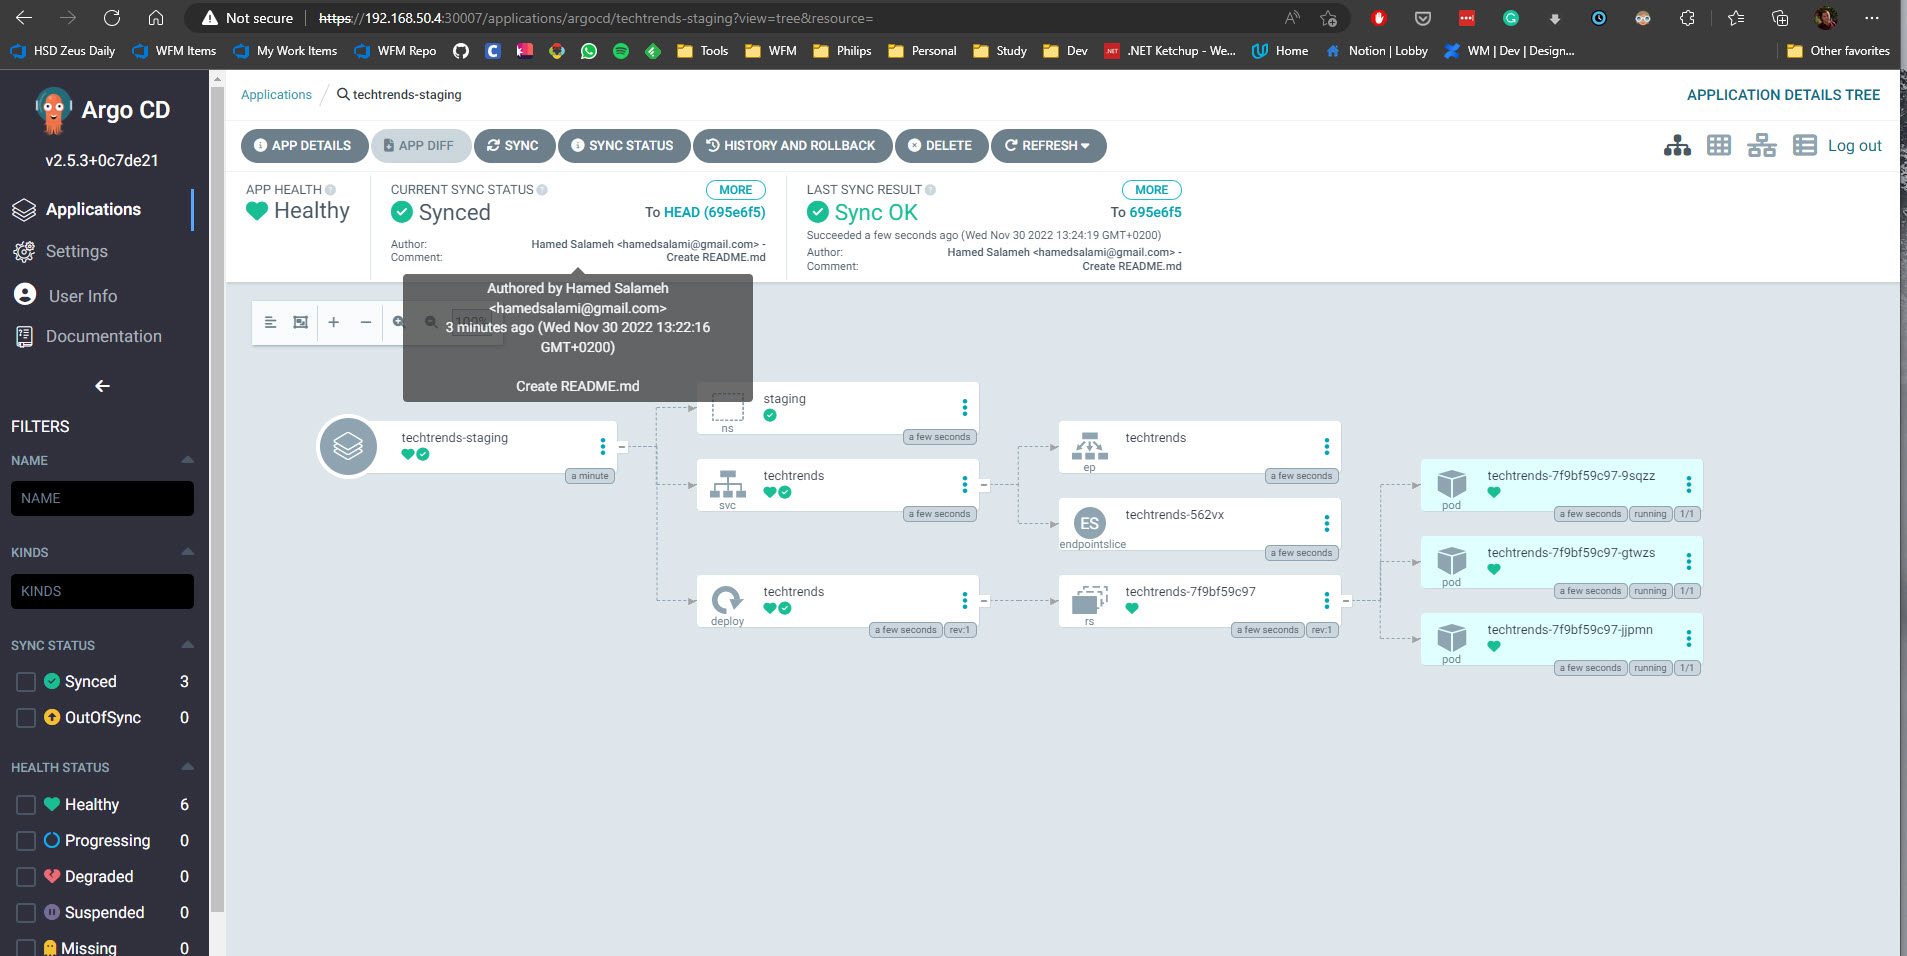 Not secure
https://192.168.50.4:30007/applications/argocd/techtrends-staging?view=tree&resource=
HSD Zeus Daily
WFM Items
My Work Items
WFM Repo
Tools
WFM
Philips
Personal
Study
Dev
.NET Ketchup - We...
Home
Notion | Lobby
WM | Dev | Design...
Other favorites
Argo CD
v2.5.3+0c7de21
Applications
Settings
User Info
Documentation
FILTERS
NAME
NAME
KINDS
KINDS
SYNC STATUS
Synced 3
OutOfSync 0
HEALTH STATUS
Healthy 6
Progressing 0
Degraded 0
Suspended 0
Missing 0
Applications
techtrends-staging
APPLICATION DETAILS TREE
APP DETAILS
APP DIFF
SYNC
SYNC STATUS
HISTORY AND ROLLBACK
DELETE
REFRESH
Log out
APP HEALTH
Healthy
CURRENT SYNC STATUS
MORE
Synced
To HEAD (695e6f5)
Author: Hamed Salameh <hamedsalami@gmail.com> -
Comment: Create README.md
LAST SYNC RESULT
MORE
Sync OK
To 695e6f5
Succeeded a few seconds ago (Wed Nov 30 2022 13:24:19 GMT+0200)
Author: Hamed Salameh <hamedsalami@gmail.com> -
Comment: Create README.md
Authored by Hamed Salameh
<hamedsalami@gmail.com>
3 minutes ago (Wed Nov 30 2022 13:22:16
GMT+0200)
Create README.md
100%
techtrends-staging
a minute
staging
ns
a few seconds
techtrends
svc
a few seconds
techtrends
deploy
a few seconds
rev:1
techtrends
ep
a few seconds
ES
techtrends-562vx
endpointslice
a few seconds
techtrends-7f9bf59c97
rs
a few seconds
rev:1
techtrends-7f9bf59c97-9sqzz
pod
a few seconds
running
1/1
techtrends-7f9bf59c97-gtwzs
pod
a few seconds
running
1/1
techtrends-7f9bf59c97-jjpmn
pod
a few seconds
running
1/1